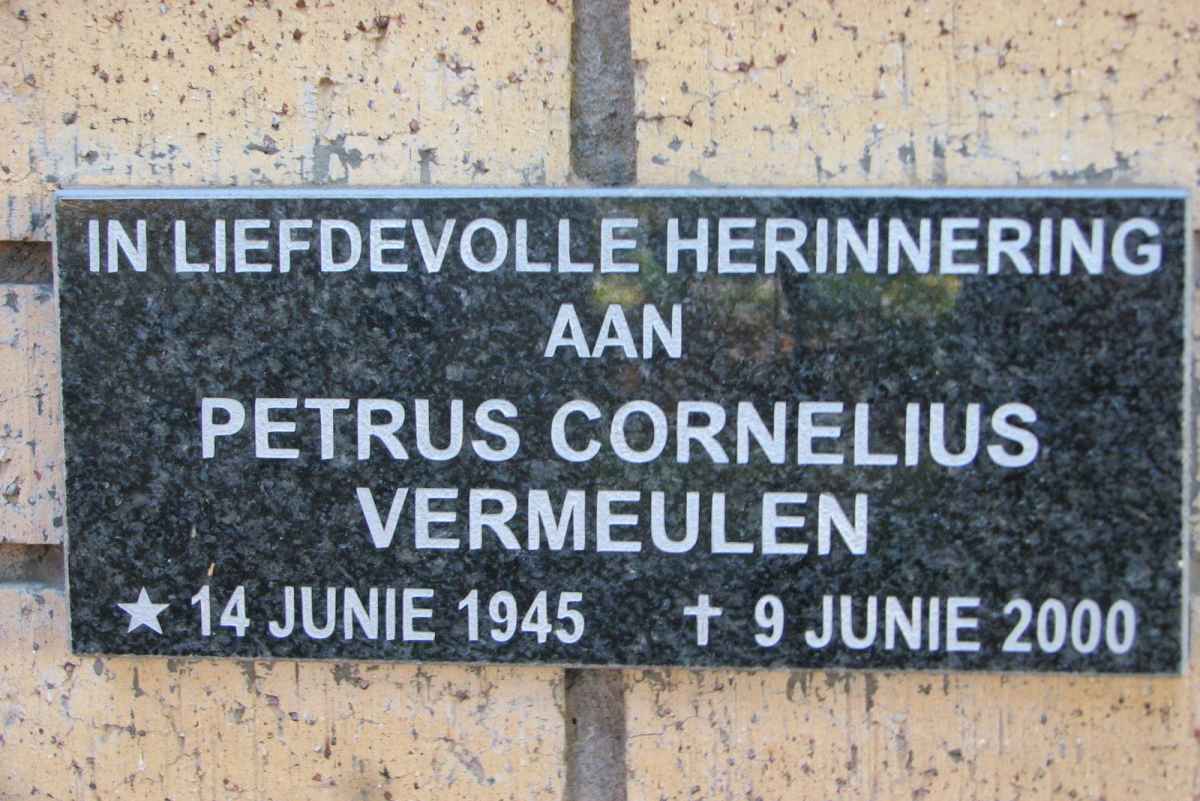 IN LIEFDEVOLLE HERINNERING
AAN
PETRUS CORNELIUS
VERMEULEN
★ 14 JUNIE 1945 ✝ 9 JUNIE 2000